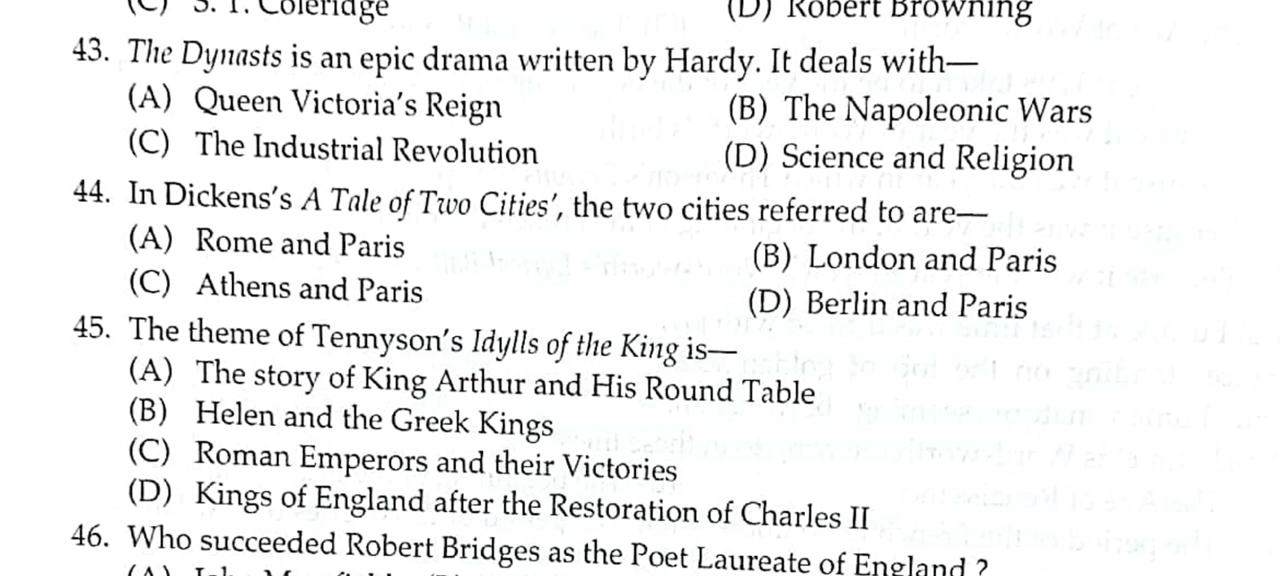 (C) S. T. Coleridge (D) Robert Browning
43. The Dynasts is an epic drama written by Hardy. It deals with—
(A) Queen Victoria's Reign (B) The Napoleonic Wars
(C) The Industrial Revolution (D) Science and Religion
44. In Dickens's A Tale of Two Cities', the two cities referred to are—
(A) Rome and Paris (B) London and Paris
(C) Athens and Paris (D) Berlin and Paris
45. The theme of Tennyson's Idylls of the King is—
(A) The story of King Arthur and His Round Table
(B) Helen and the Greek Kings
(C) Roman Emperors and their Victories
(D) Kings of England after the Restoration of Charles II
46. Who succeeded Robert Bridges as the Poet Laureate of England ?
(A)